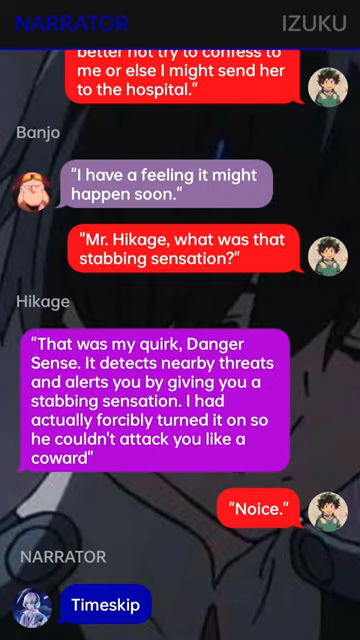 NARRATOR
IZUKU
better not try to confess to
me or else I might send her
to the hospital."
Banjo
"I have a feeling it might
happen soon."
"Mr. Hikage, what was that
stabbing sensation?"
Hikage
"That was my quirk, Danger
Sense. It detects nearby threats
and alerts you by giving you a
stabbing sensation. I had
actually forcibly turned it on so
he couldn't attack you like a
coward"
"Noice."
NARRATOR
Timeskip